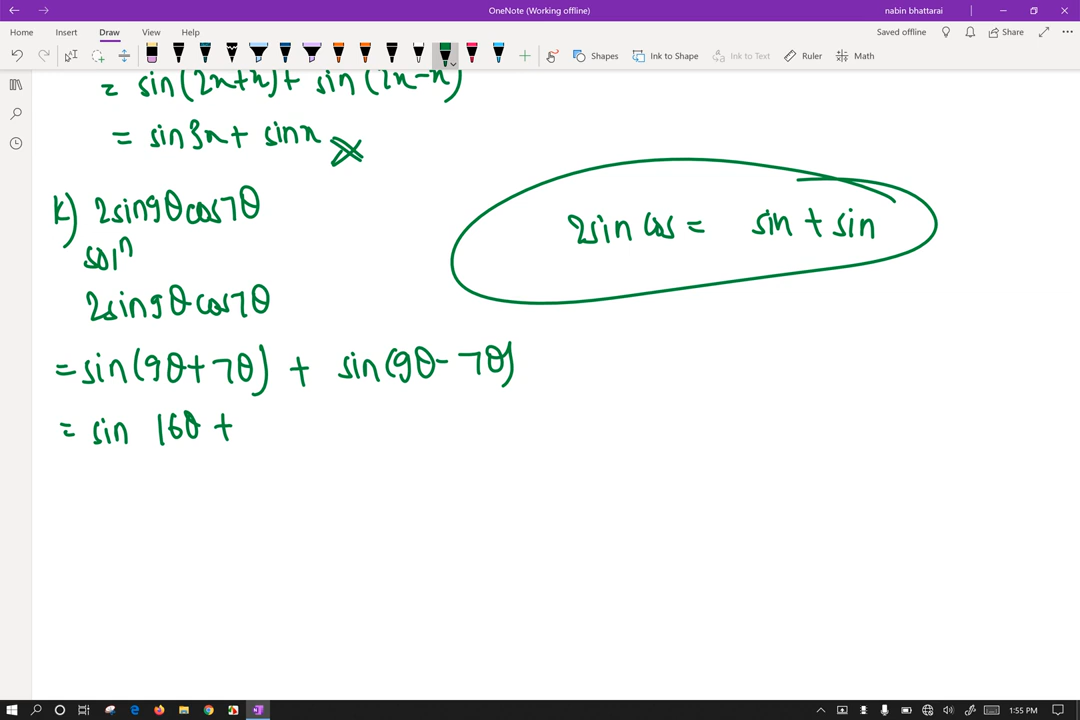 OneNote (Working offline)
nabin bhattarai
Home Insert Draw View Help
Saved offline
Share
Shapes
Ink to Shape
Ink to Text
Ruler
Math
= sin(2x+x)+ sin(2x-x)
= sin3x+ sinx
K) 2sin9θcos7θ
solⁿ
2sin9θcos7θ
= sin(9θ+7θ) + sin(9θ-7θ)
= sin 16θ +
2sin cos = sin + sin
1:55 PM